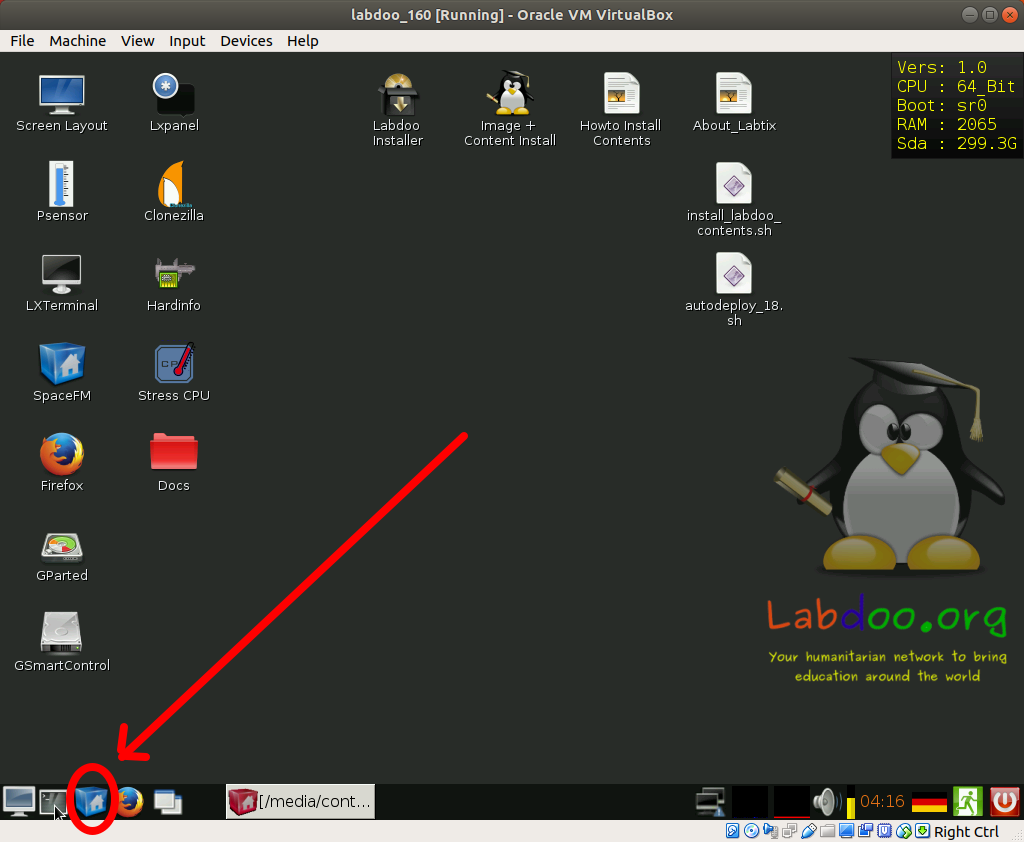 labdoo_160 [Running] - Oracle VM VirtualBox
File Machine View Input Devices Help
Vers: 1.0
CPU : 64_Bit
Boot: sr0
RAM : 2065
Sda : 299.3G
Screen Layout
Lxpanel
Labdoo
Installer
Image +
Content Install
Howto Install
Contents
About_Labtix
Psensor
Clonezilla
install_labdoo_
contents.sh
LXTerminal
Hardinfo
autodeploy_18.
sh
SpaceFM
CPU
Stress CPU
Firefox
Docs
GParted
GSmartControl
Labdoo.org
Your humanitarian network to bring
education around the world
[/media/cont...
04:16
Right Ctrl